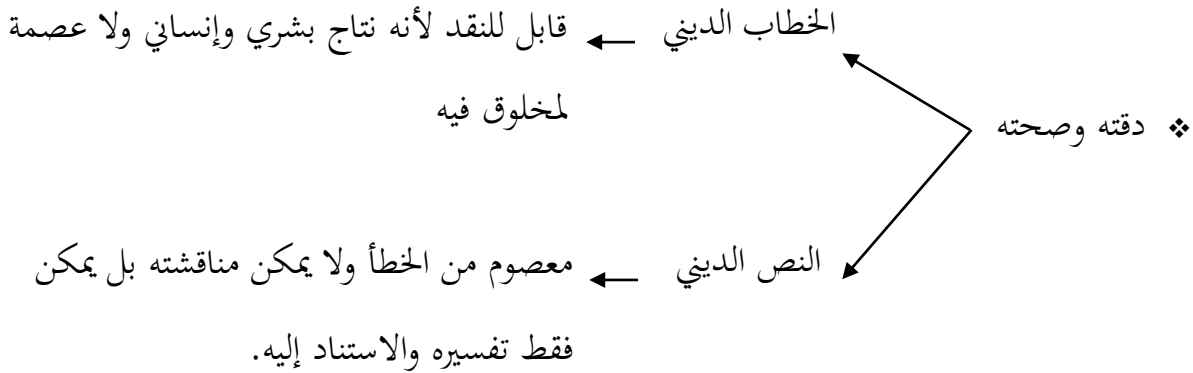 الخطاب الديني ← قابل للنقد لأنه نتاج بشري وإنساني ولا عصمة
لمخلوق فيه
❖ دقته وصحته
النص الديني ← معصوم من الخطأ ولا يمكن مناقشته بل يمكن
فقط تفسيره والاستناد إليه.